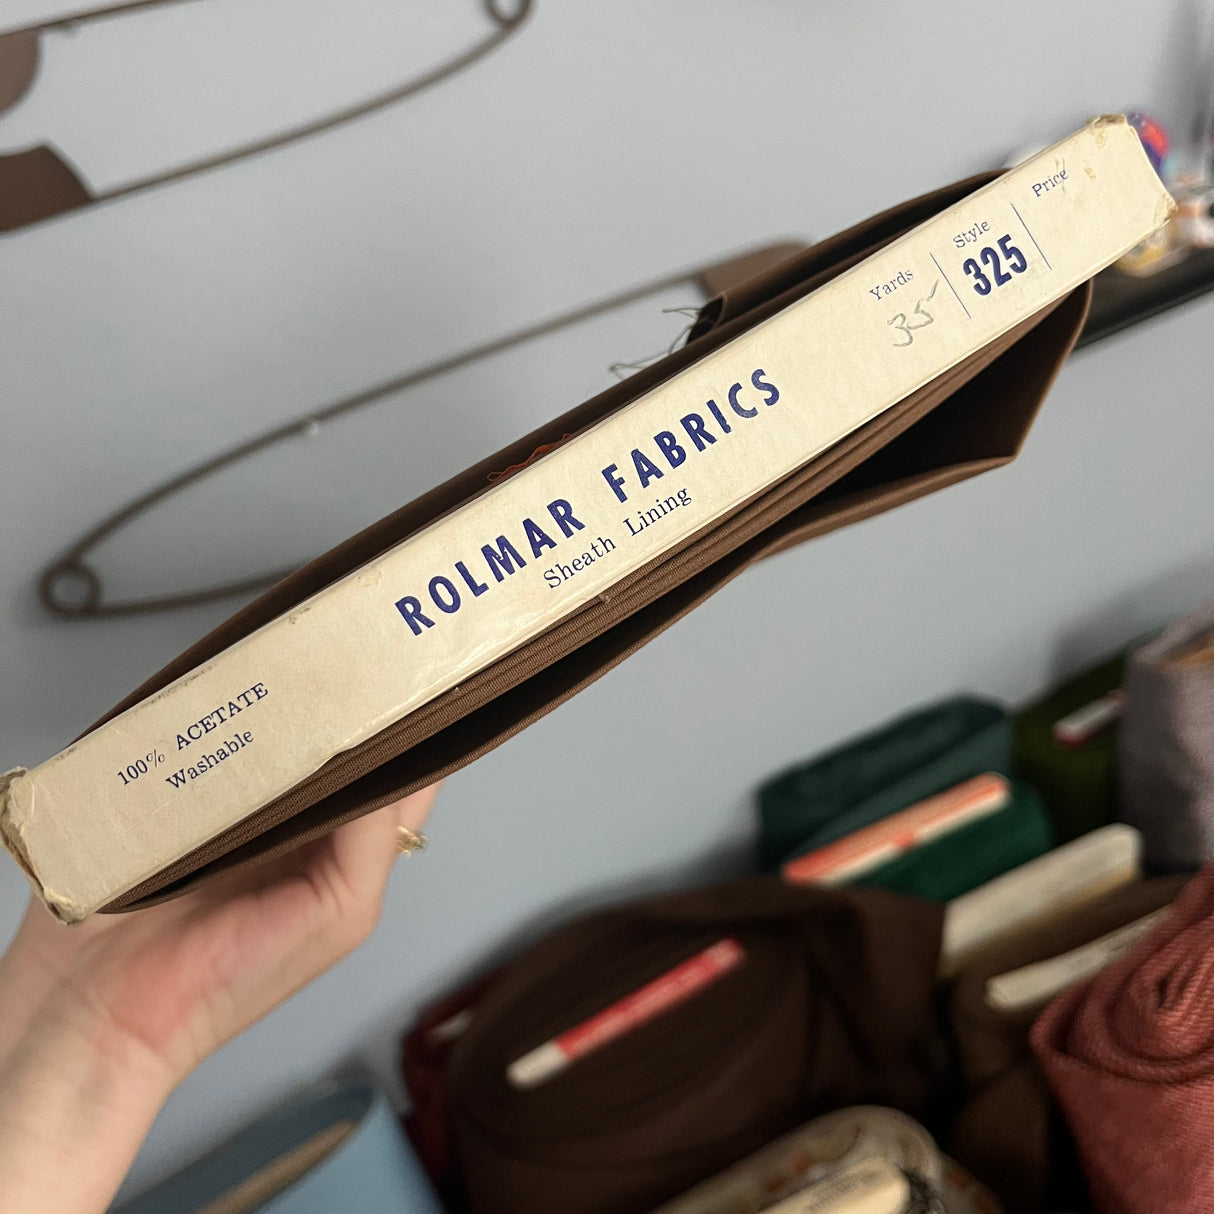 100% ACETATE
Washable
ROLMAR FABRICS
Sheath Lining
Yards
35
Style
325
Price